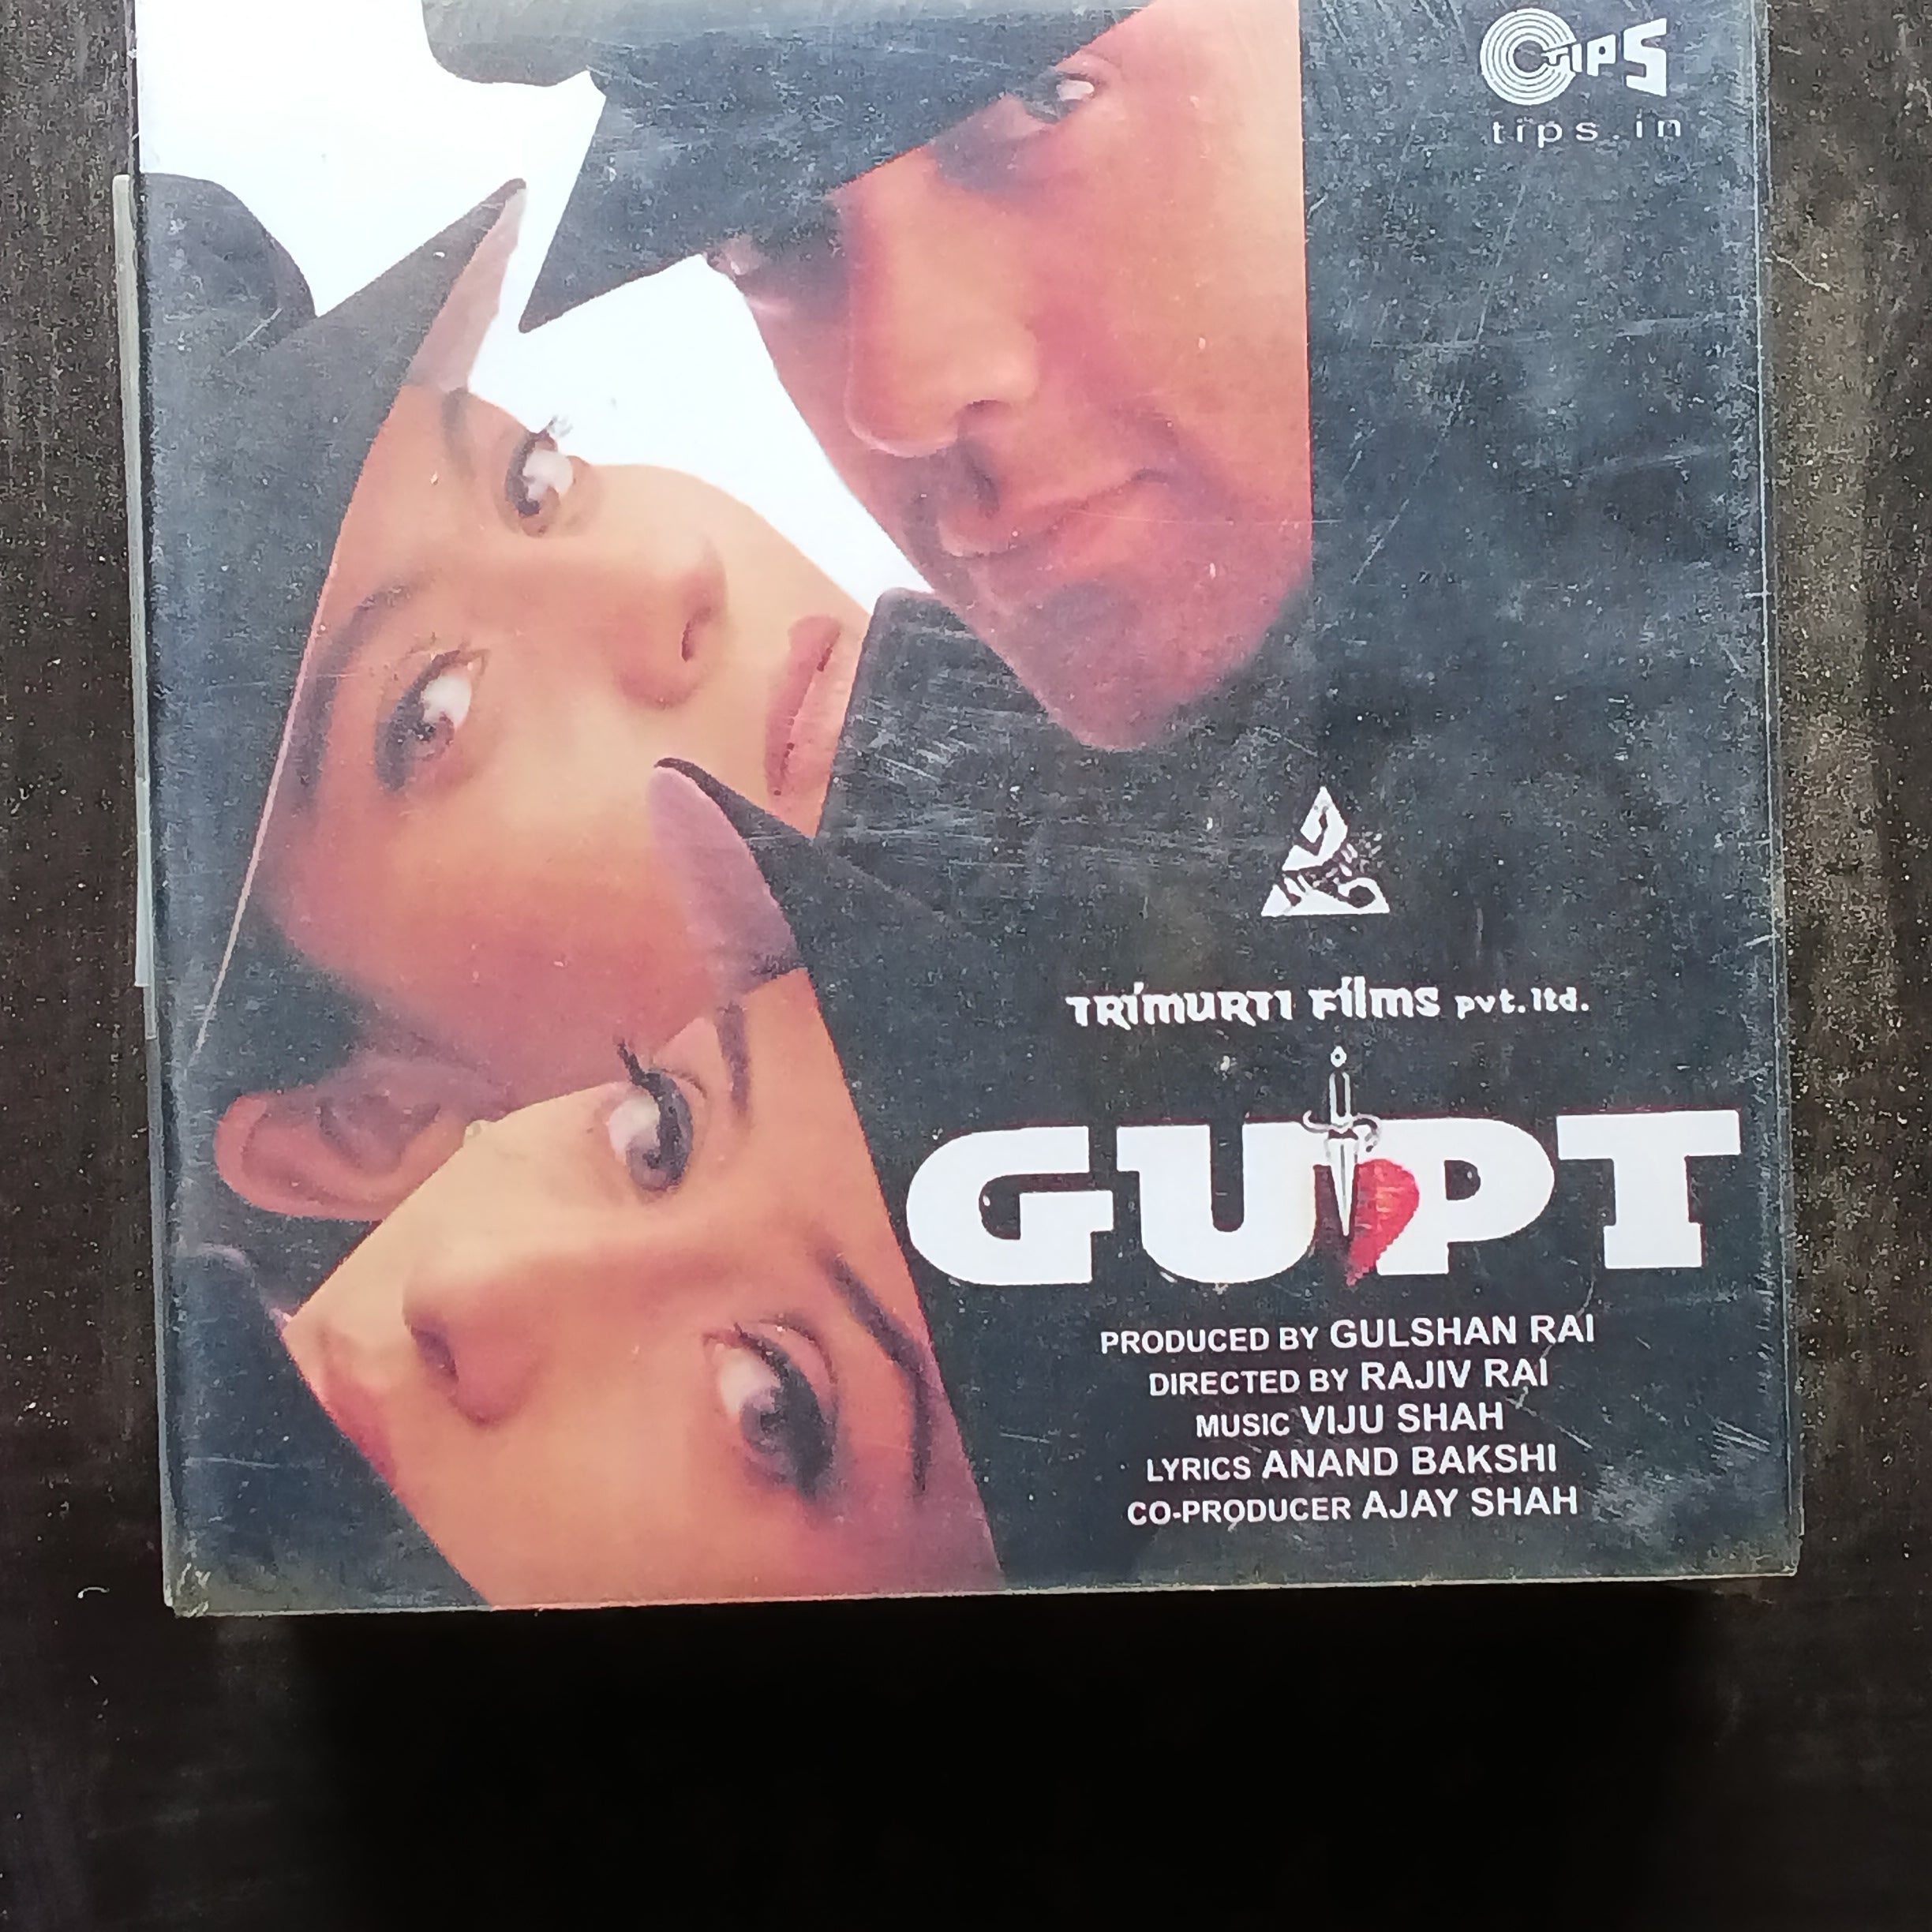 TIPS
tips.in
TRIMURTI FILMS pvt. ltd.
GUPT
PRODUCED BY GULSHAN RAI
DIRECTED BY RAJIV RAI
MUSIC VIJU SHAH
LYRICS ANAND BAKSHI
CO-PRODUCER AJAY SHAH